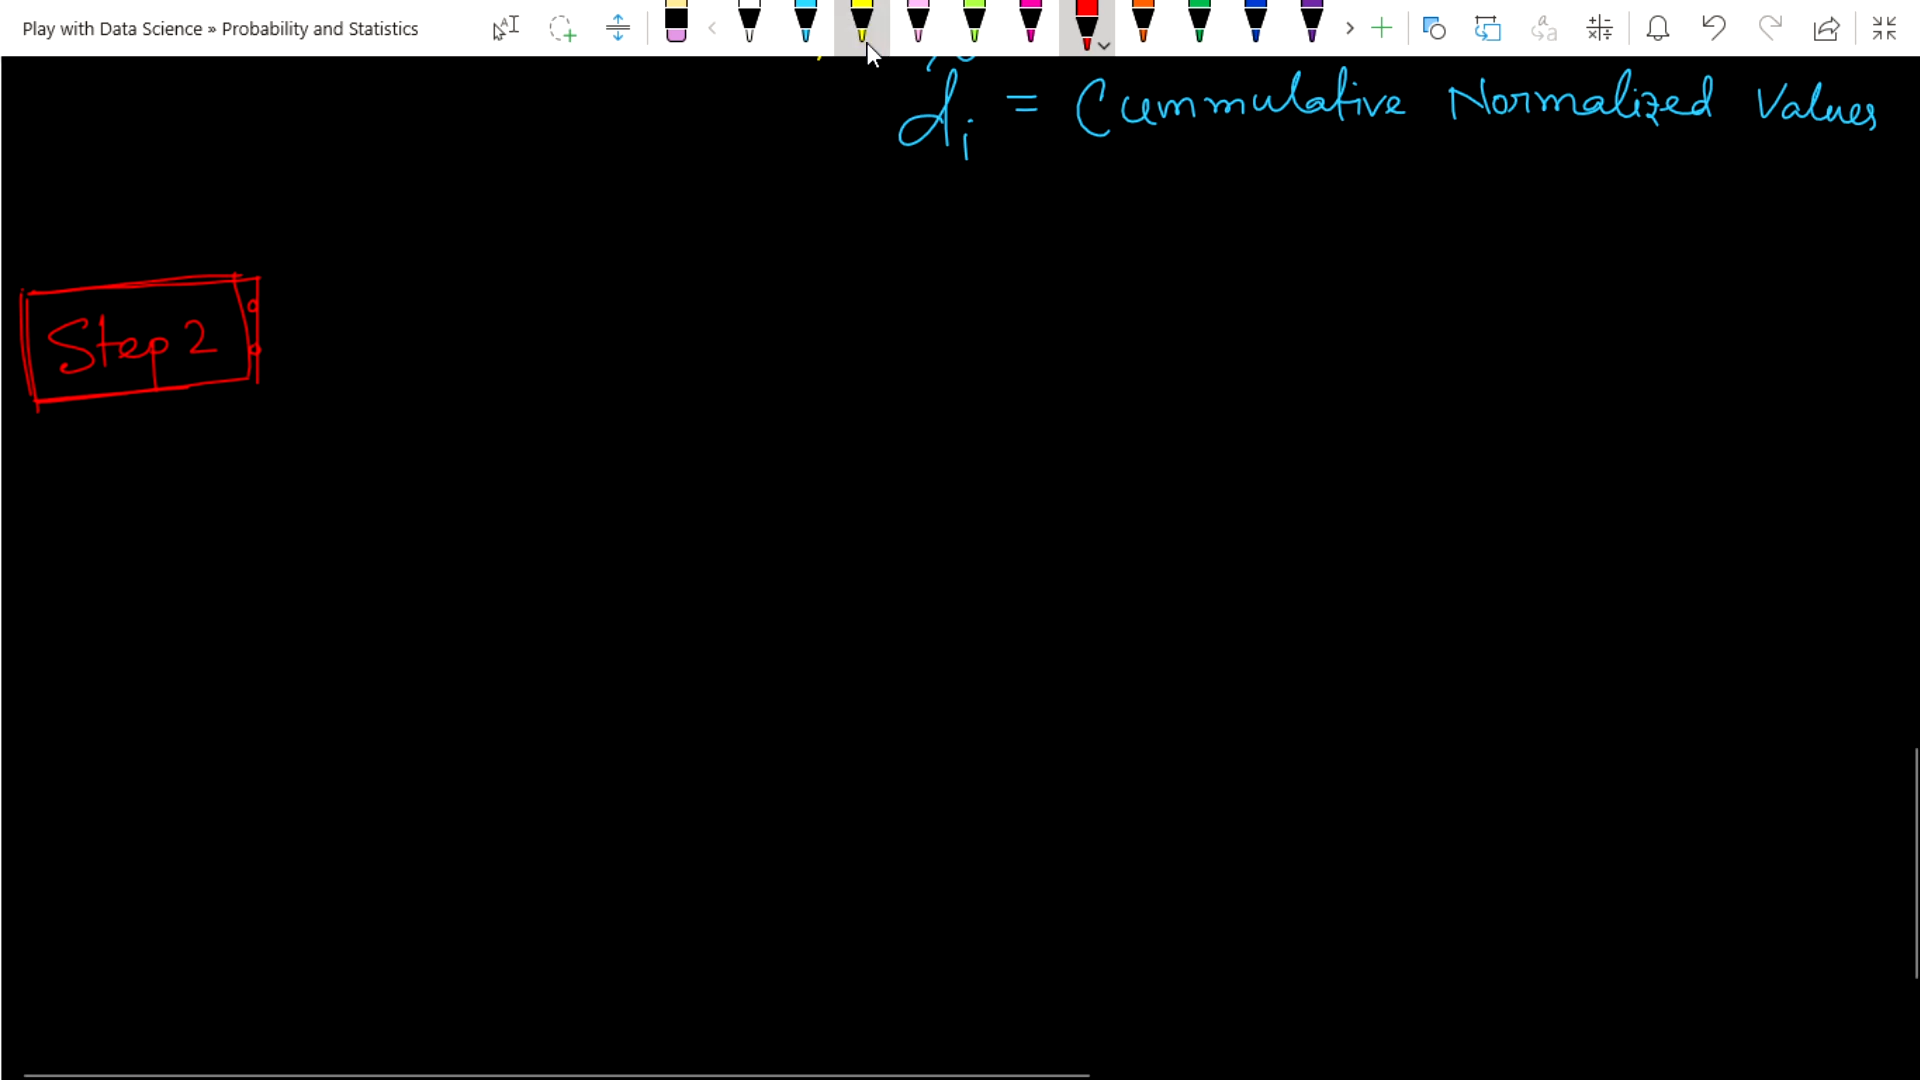 Play with Data Science » Probability and Statistics
dᵢ = Cummulative Normalized Values
Step 2 :